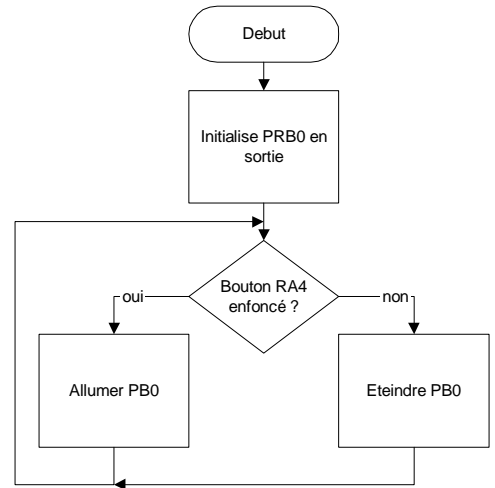 Debut
Initialise PRB0 en
sortie
Bouton RA4
enfoncé ?
oui
non
Allumer PB0
Eteindre PB0